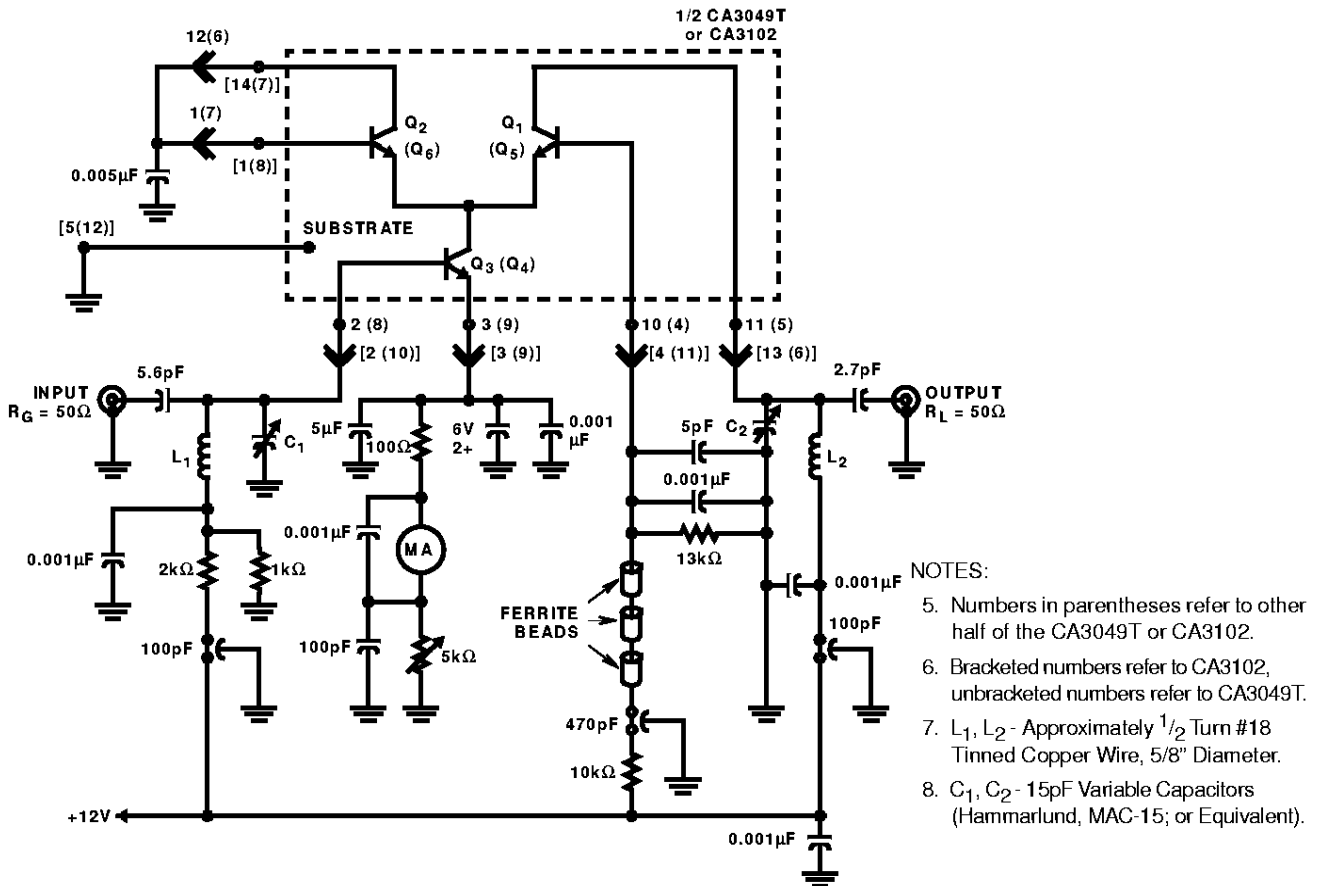 1/2 CA3049T
or CA3102
12(6)
[14(7)]
1(7)
[1(8)]
Q2
(Q6)
Q1
(Q5)
0.005µF
[5(12)]
SUBSTRATE
Q3 (Q4)
2 (8)
3 (9)
10 (4)
11 (5)
[2 (10)]
[3 (9)]
[4 (11)]
[13 (6)]
5.6pF
2.7pF
INPUT
RG = 50Ω
OUTPUT
RL = 50Ω
L1
C1
5µF
100Ω
6V
2+
0.001
µF
5pF
C2
L2
0.001µF
0.001µF
2kΩ
1kΩ
0.001µF
MA
13kΩ
FERRITE
BEADS
0.001µF
100pF
100pF
5kΩ
100pF
470pF
10kΩ
+12V
0.001µF
NOTES:
5. Numbers in parentheses refer to other
half of the CA3049T or CA3102.
6. Bracketed numbers refer to CA3102,
unbracketed numbers refer to CA3049T.
7. L1, L2 - Approximately 1/2 Turn #18
Tinned Copper Wire, 5/8" Diameter.
8. C1, C2 - 15pF Variable Capacitors
(Hammarlund, MAC-15; or Equivalent).